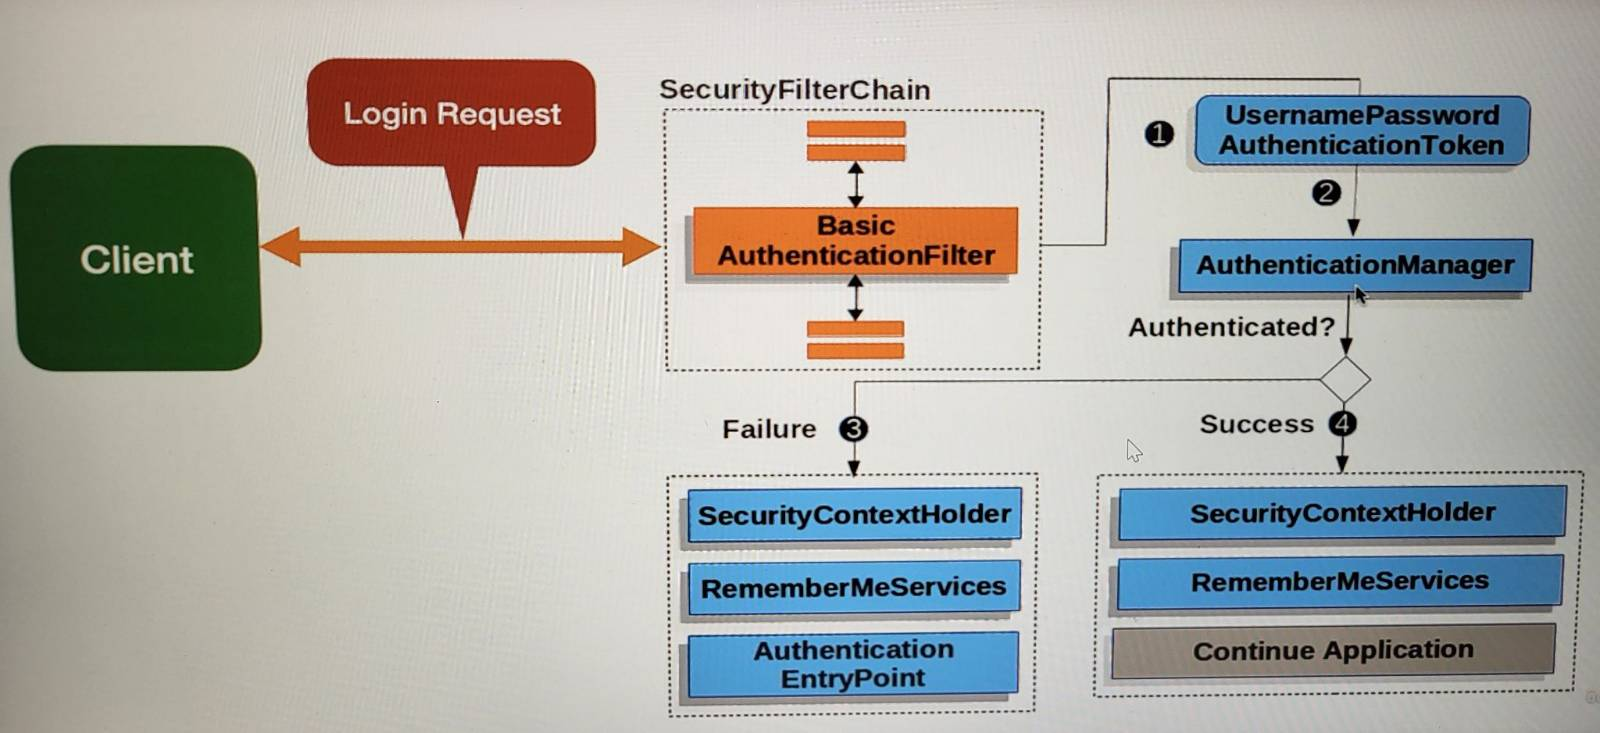 Login Request
Client
SecurityFilterChain
Basic
AuthenticationFilter
1
UsernamePassword
AuthenticationToken
2
AuthenticationManager
Authenticated?
Failure 3
Success 4
SecurityContextHolder
RememberMeServices
Authentication
EntryPoint
SecurityContextHolder
RememberMeServices
Continue Application